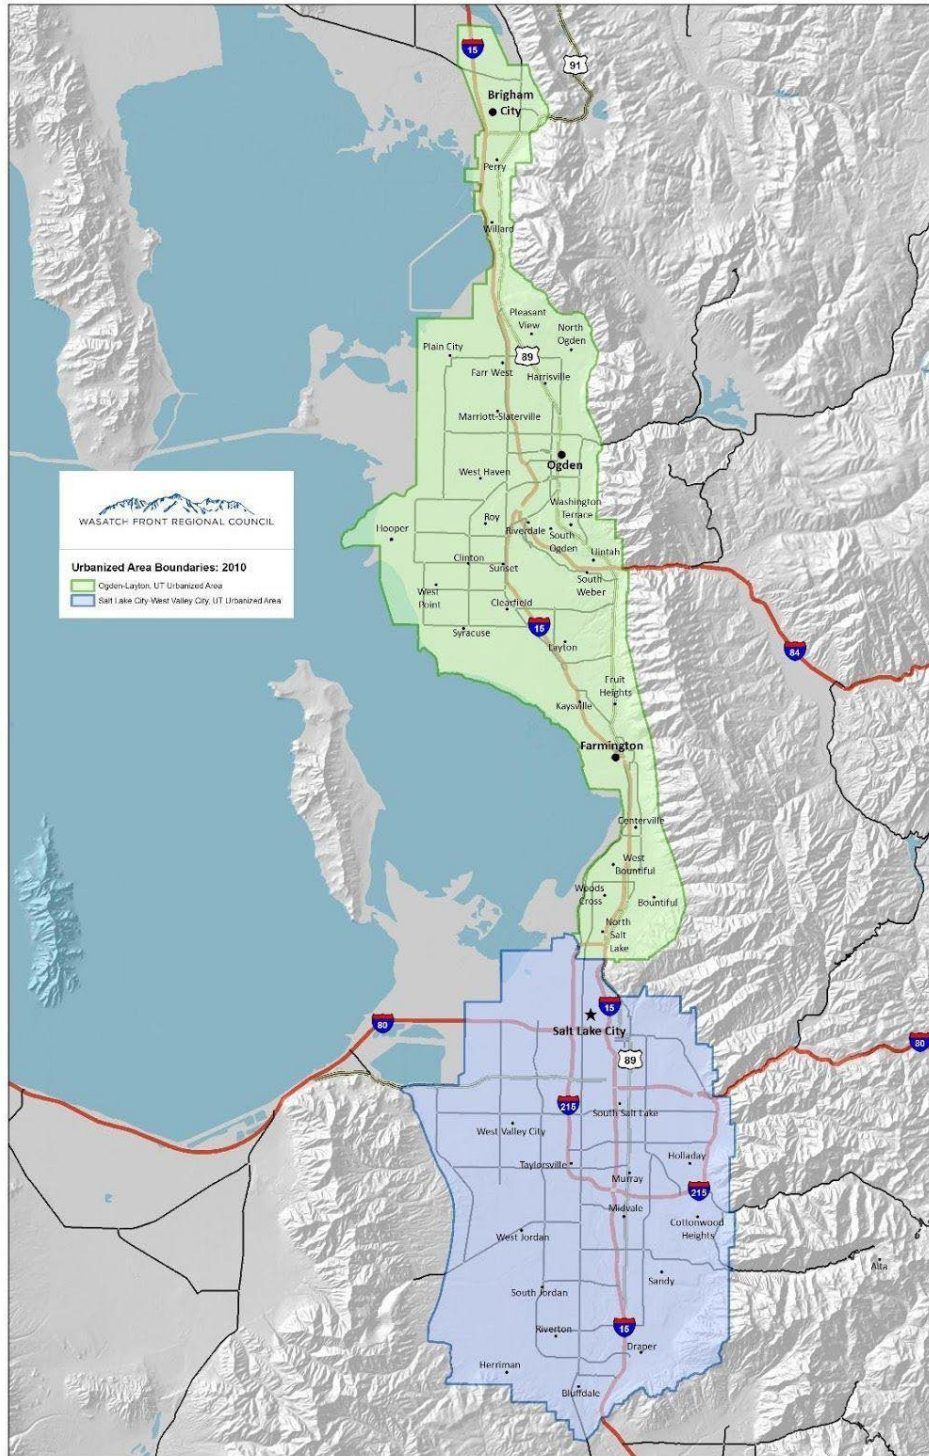 15
91
Brigham
City
Perry
Willard
Pleasant
View
North
Ogden
Plain City
89
Farr West
Harrisville
Marriott-Slaterville
Ogden
West Haven
WASATCH FRONT REGIONAL COUNCIL
Urbanized Area Boundaries: 2010
Ogden-Layton, UT Urbanized Area
Salt Lake City-West Valley City, UT Urbanized Area
Washington
Terrace
Hooper
Roy
Riverdale
South
Ogden
Uintah
Clinton
Sunset
South
Weber
West
Point
Clearfield
Syracuse
15
Layton
84
Fruit
Heights
Kaysville
Farmington
Centerville
West
Bountiful
Woods
Cross
Bountiful
North
Salt
Lake
15
80
Salt Lake City
80
89
215
South Salt Lake
West Valley City
Holladay
Taylorsville
Murray
215
Midvale
Cottonwood
Heights
West Jordan
Alta
Sandy
South Jordan
15
Riverton
Draper
Herriman
Bluffdale